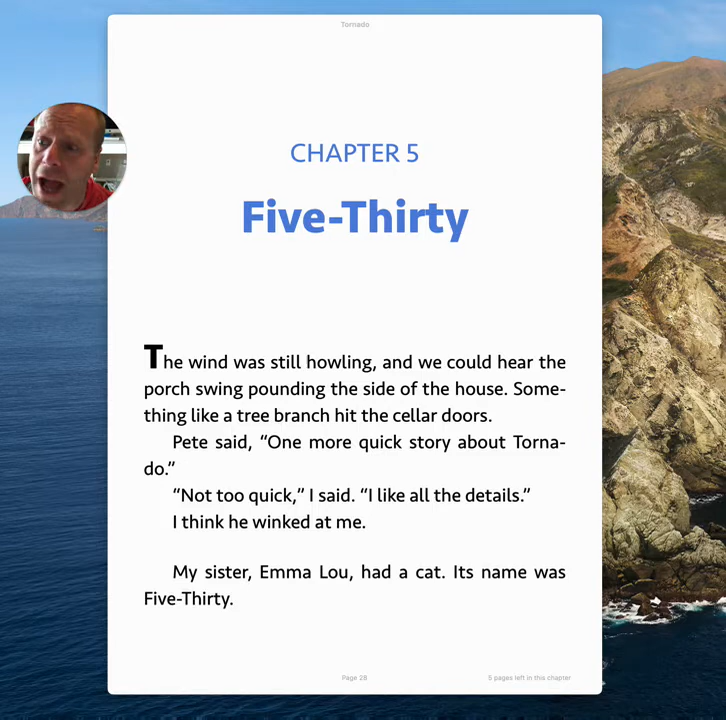 Tornado
CHAPTER 5
Five-Thirty
The wind was still howling, and we could hear the
porch swing pounding the side of the house. Some-
thing like a tree branch hit the cellar doors.
Pete said, “One more quick story about Torna-
do.”
“Not too quick,” I said. “I like all the details.”
I think he winked at me.
My sister, Emma Lou, had a cat. Its name was
Five-Thirty.
Page 28
5 pages left in this chapter